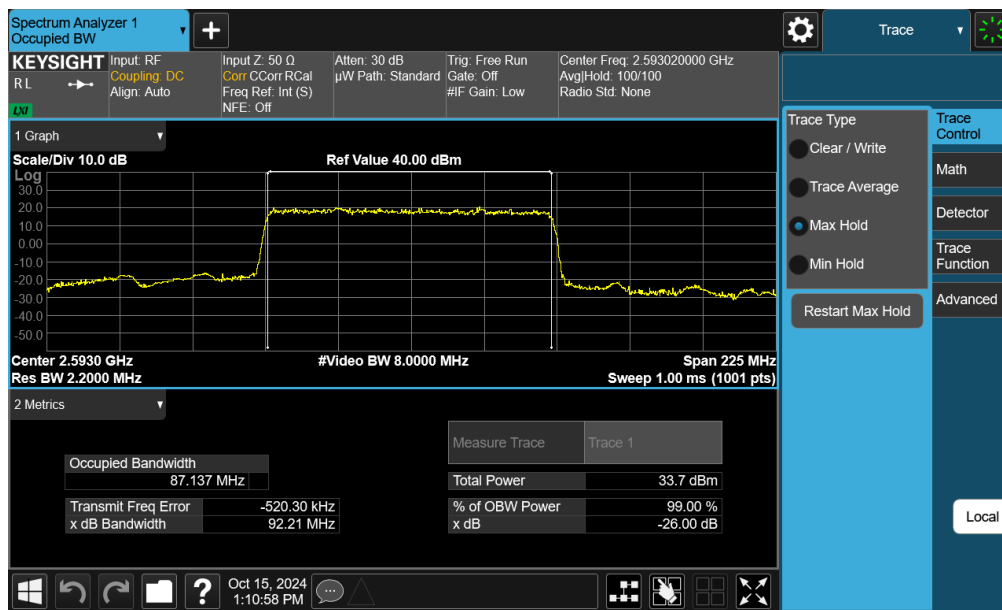 Spectrum Analyzer 1
Occupied BW
+
Trace
KEYSIGHT
R L
LXI
Input: RF
Coupling: DC
Align: Auto
Input Z: 50 Ω
Corr CCorr RCal
Freq Ref: Int (S)
NFE: Off
Atten: 30 dB
µW Path: Standard
Trig: Free Run
Gate: Off
#IF Gain: Low
Center Freq: 2.593020000 GHz
Avg|Hold: 100/100
Radio Std: None
1 Graph
Scale/Div 10.0 dB
Ref Value 40.00 dBm
Log
30.0
20.0
10.0
0.00
-10.0
-20.0
-30.0
-40.0
-50.0
Center 2.5930 GHz
#Video BW 8.0000 MHz
Span 225 MHz
Res BW 2.2000 MHz
Sweep 1.00 ms (1001 pts)
2 Metrics
Measure Trace
Trace 1
Occupied Bandwidth
87.137 MHz
Total Power
33.7 dBm
Transmit Freq Error
-520.30 kHz
% of OBW Power
99.00 %
x dB Bandwidth
92.21 MHz
x dB
-26.00 dB
Trace Type
Clear / Write
Trace Average
Max Hold
Min Hold
Restart Max Hold
Trace
Control
Math
Detector
Trace
Function
Advanced
Local
?
Oct 15, 2024
1:10:58 PM